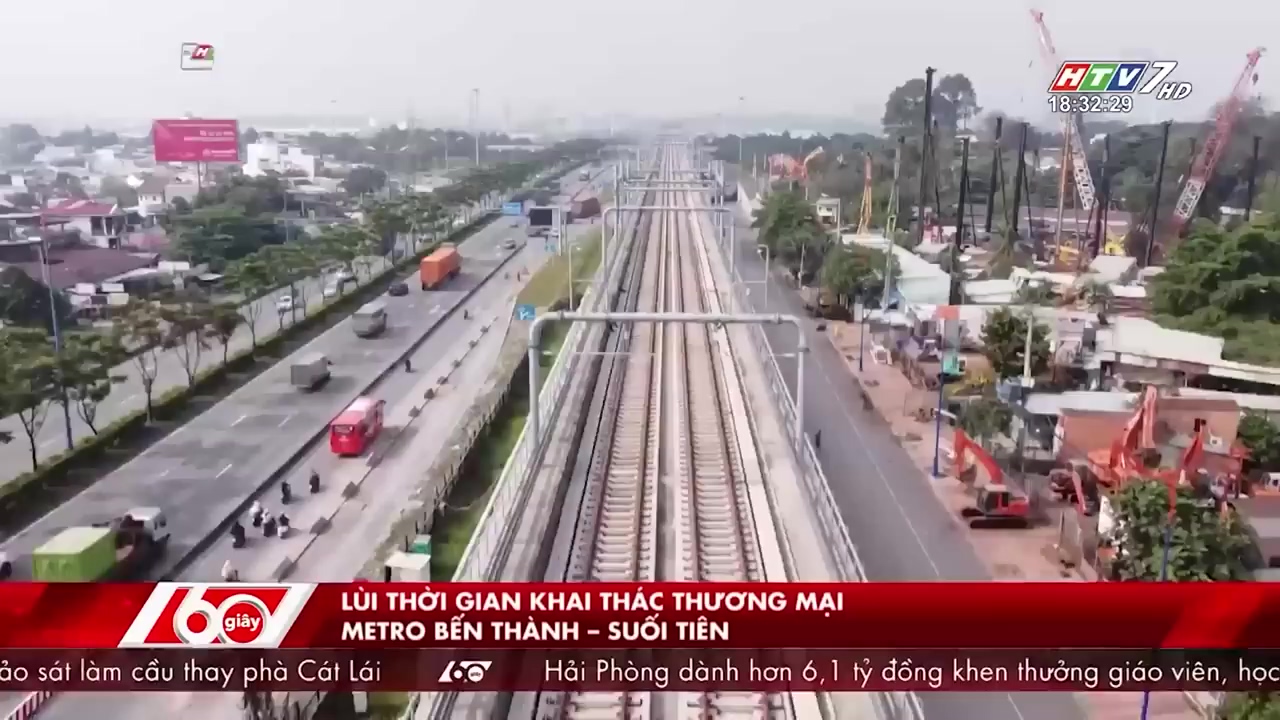 HTV7 HD
18:32:29
60 giây
LÙI THỜI GIAN KHAI THÁC THƯƠNG MẠI
METRO BẾN THÀNH – SUỐI TIÊN
ảo sát làm cầu thay phà Cát Lái 60 giây Hải Phòng dành hơn 6,1 tỷ đồng khen thưởng giáo viên, học